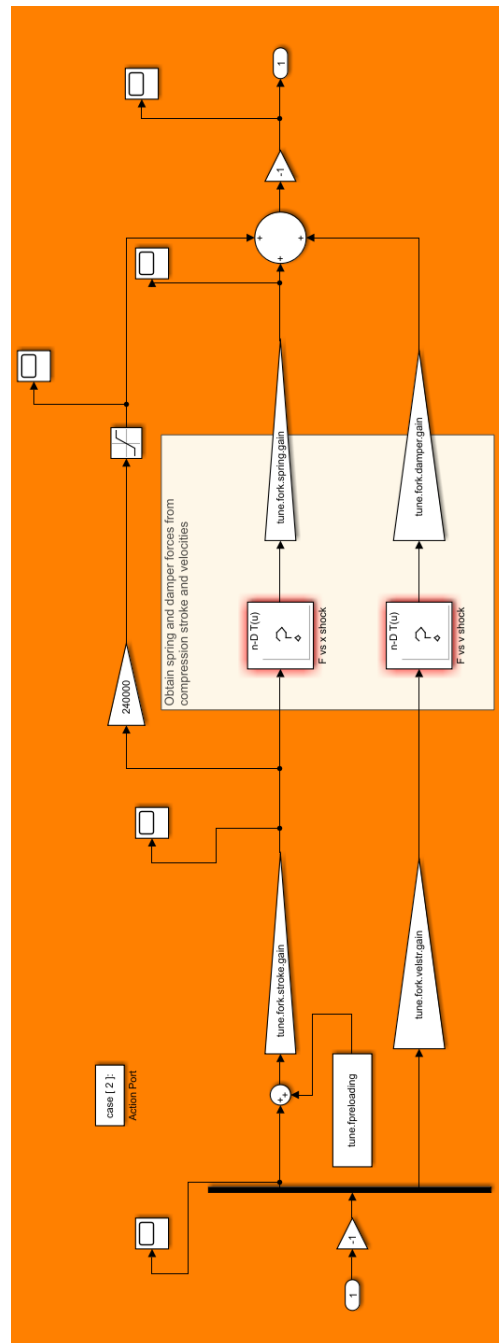 1
-1
case [ 2 ]:
Action Port
tune.fpreloading
tune.fork.stroke.gain
tune.fork.velstr.gain
240000
Obtain spring and damper forces from
compression stroke and velocities
n-D T(u)
F vs x shock
n-D T(u)
F vs v shock
tune.fork.spring.gain
tune.fork.damper.gain
-1
1